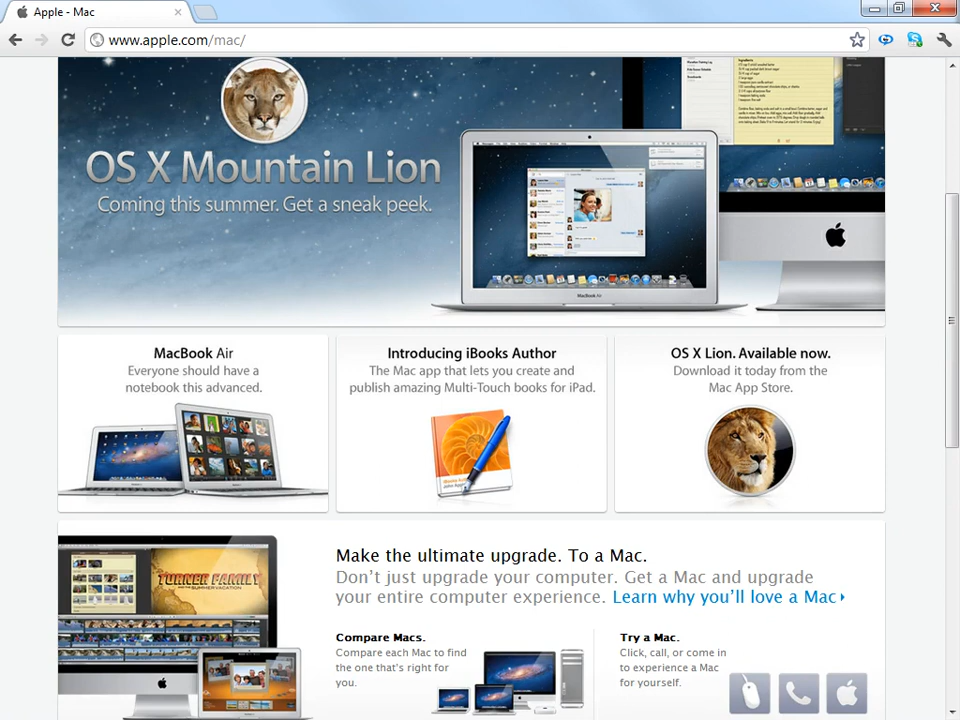 Apple - Mac
www.apple.com/mac/
OS X Mountain Lion
Coming this summer. Get a sneak peek.
MacBook Air
MacBook Air
Everyone should have a
notebook this advanced.
Introducing iBooks Author
The Mac app that lets you create and
publish amazing Multi-Touch books for iPad.
OS X Lion. Available now.
Download it today from the
Mac App Store.
TURNER FAMILY
Make the ultimate upgrade. To a Mac.
Don't just upgrade your computer. Get a Mac and upgrade
your entire computer experience. Learn why you'll love a Mac
Compare Macs.
Compare each Mac to find
the one that's right for
you.
Try a Mac.
Click, call, or come in
to experience a Mac
for yourself.